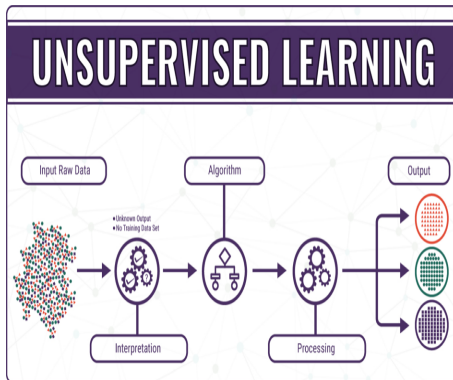 UNSUPERVISED LEARNING
Input Raw Data
Algorithm
Output
• Unknown Output
• No Training Data Set
Interpretation
Processing